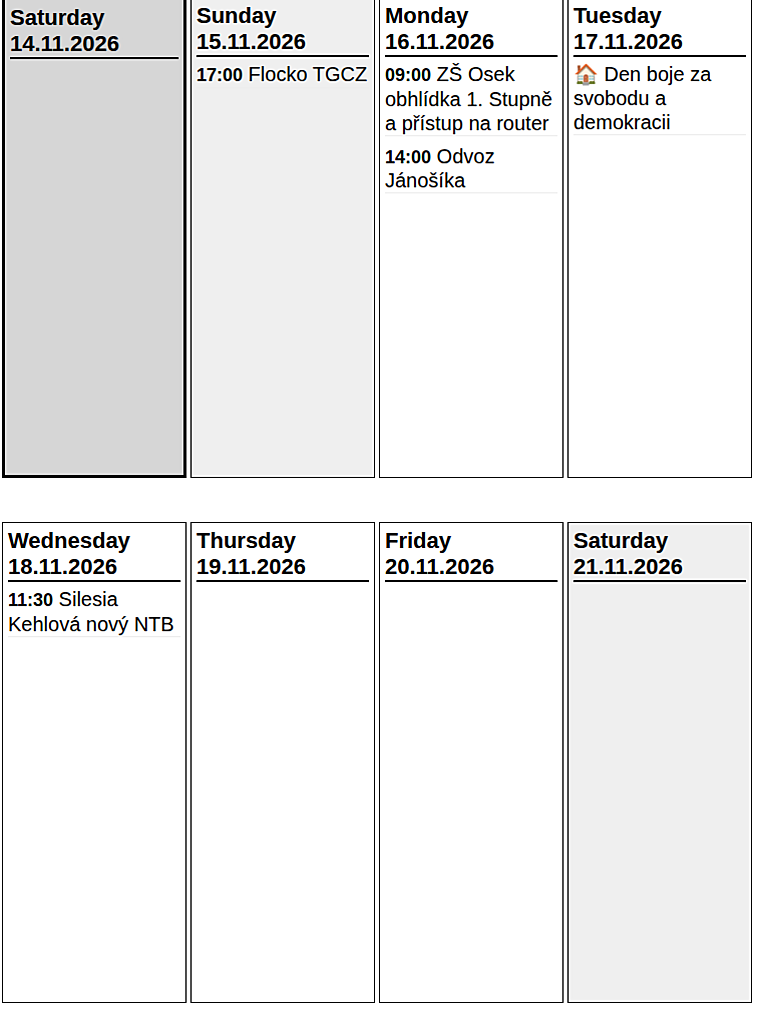 Saturday
14.11.2026
Sunday
15.11.2026
17:00 Flocko TGCZ
Monday
16.11.2026
09:00 ZŠ Osek
obhlídka 1. Stupně
a přístup na router
14:00 Odvoz
Jánošíka
Tuesday
17.11.2026
🏠 Den boje za
svobodu a
demokracii
Wednesday
18.11.2026
11:30 Silesia
Kehlová nový NTB
Thursday
19.11.2026
Friday
20.11.2026
Saturday
21.11.2026